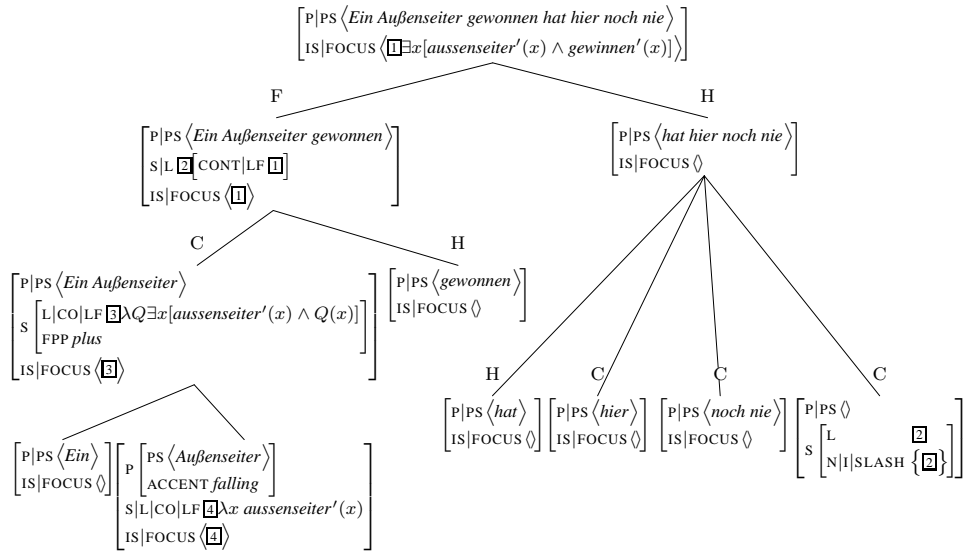 P|PS ⟨Ein Außenseiter gewonnen hat hier noch nie⟩
IS|FOCUS ⟨[1]∃x[aussenseiter′(x) ∧ gewinnen′(x)]⟩
F
H
P|PS ⟨Ein Außenseiter gewonnen⟩
S|L [2][CONT|LF [1]]
IS|FOCUS ⟨[1]⟩
P|PS ⟨hat hier noch nie⟩
IS|FOCUS ⟨⟩
C
H
P|PS ⟨Ein Außenseiter⟩
S [L|CO|LF [3]λQ∃x[aussenseiter′(x) ∧ Q(x)]
FPP plus]
IS|FOCUS ⟨[3]⟩
P|PS ⟨gewonnen⟩
IS|FOCUS ⟨⟩
H
C
C
C
P|PS ⟨hat⟩
IS|FOCUS ⟨⟩
P|PS ⟨hier⟩
IS|FOCUS ⟨⟩
P|PS ⟨noch nie⟩
IS|FOCUS ⟨⟩
P|PS ⟨⟩
S [L [2]
N|I|SLASH {[2]}]
P|PS ⟨Ein⟩
IS|FOCUS ⟨⟩
P [PS ⟨Außenseiter⟩
ACCENT falling]
S|L|CO|LF [4]λx aussenseiter′(x)
IS|FOCUS ⟨[4]⟩